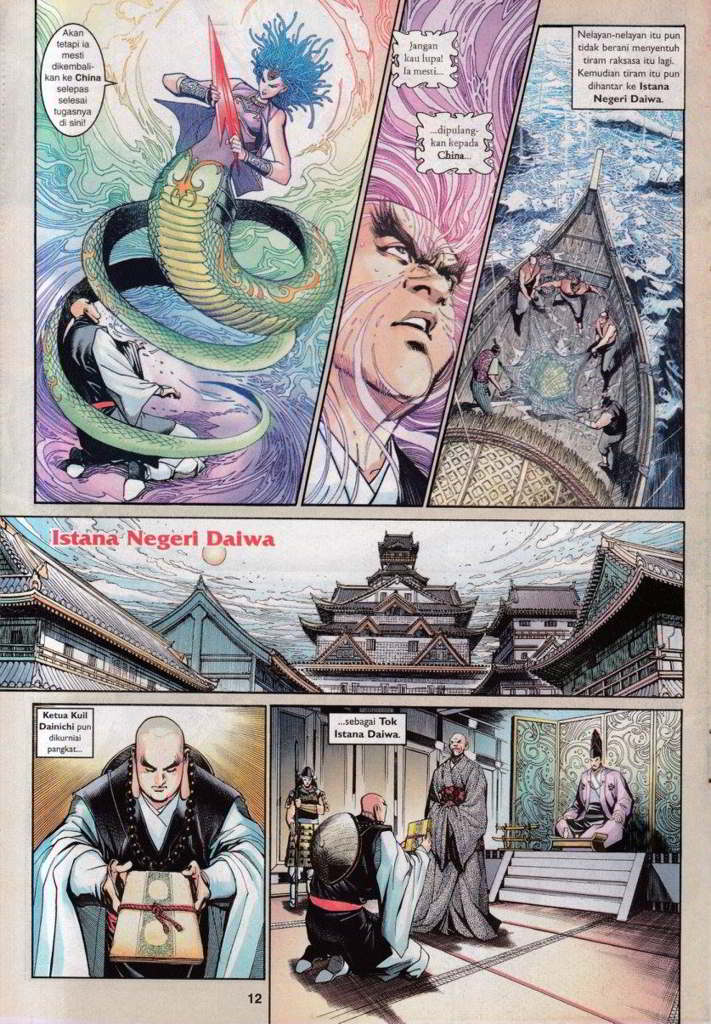 Akan
tetapi ia
mesti
dikembali-
kan ke China
selepas
selesai
tugasnya
di sini!
Jangan
kau lupa!
Ia mesti...
...dipulang-
kan kepada
China...
Nelayan-nelayan itu pun
tidak berani menyentuh
tiram raksasa itu lagi.
Kemudian tiram itu pun
dihantar ke Istana
Negeri Daiwa.
Istana Negeri Daiwa
Ketua Kuil
Dainichi pun
dikurniai
pangkat...
...sebagai Tok
Istana Daiwa.
12